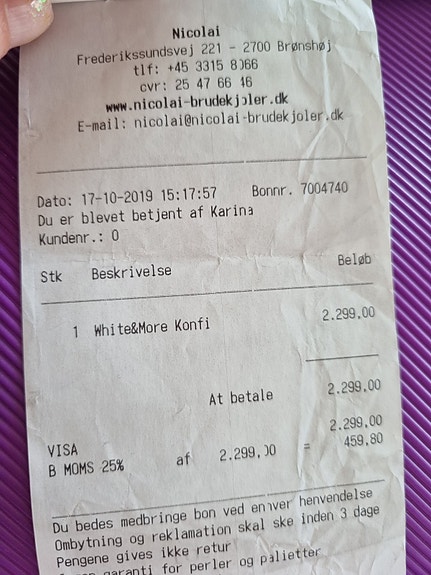 Nicolai
Frederikssundsvej 221 - 2700 Brønshøj
tlf: +45 3315 8066
cvr: 25 47 66 46
www.nicolai-brudekjoler.dk
E-mail: nicolai@nicolai-brudekjoler.dk
Dato: 17-10-2019 15:17:57 Bonnr. 7004740
Du er blevet betjent af Karina
Kundenr.: 0
Stk Beskrivelse Beløb
1 White&More Konfi 2.299,00
At betale 2.299,00
VISA 2.299,00
B MOMS 25% af 2.299,00 = 459,80
Du bedes medbringe bon ved enhver henvendelse
Ombytning og reklamation skal ske inden 3 dage
Pengene gives ikke retur
garanti for perler og palietter